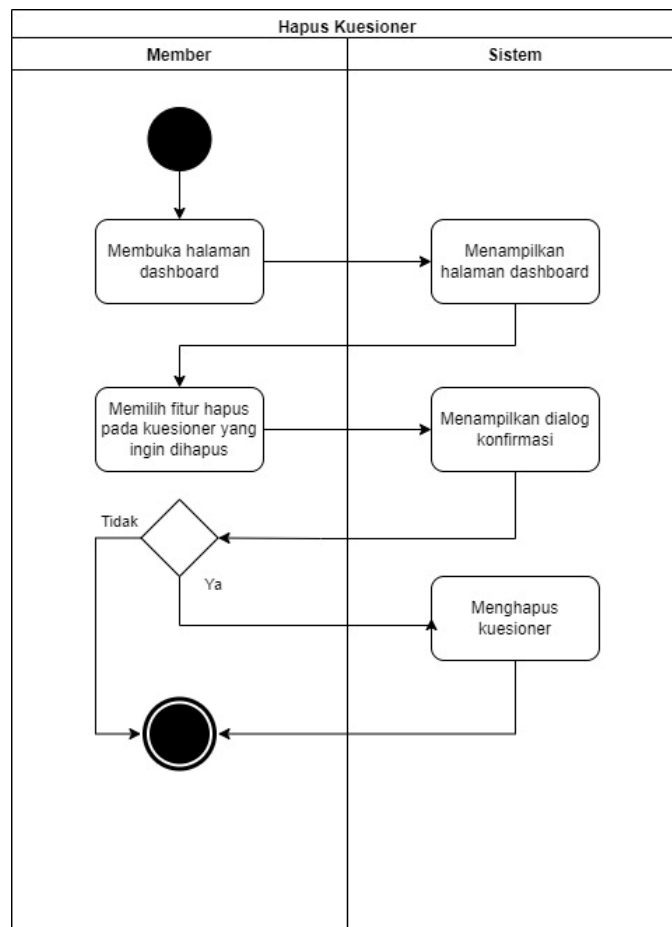 Hapus Kuesioner
Member
Sistem
Membuka halaman
dashboard
Menampilkan
halaman dashboard
Memilih fitur hapus
pada kuesioner yang
ingin dihapus
Menampilkan dialog
konfirmasi
Tidak
Ya
Menghapus
kuesioner